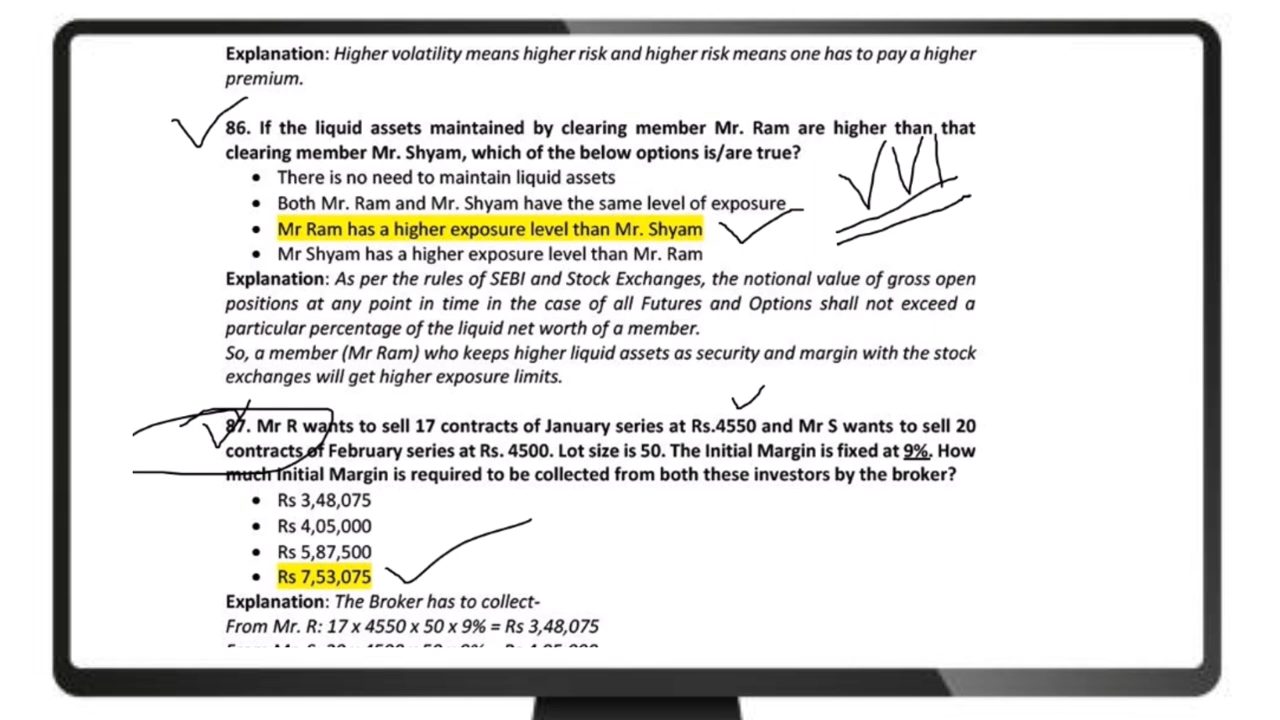 Explanation: Higher volatility means higher risk and higher risk means one has to pay a higher
premium.
86. If the liquid assets maintained by clearing member Mr. Ram are higher than that
clearing member Mr. Shyam, which of the below options is/are true?
• There is no need to maintain liquid assets
• Both Mr. Ram and Mr. Shyam have the same level of exposure
• Mr Ram has a higher exposure level than Mr. Shyam
• Mr Shyam has a higher exposure level than Mr. Ram
Explanation: As per the rules of SEBI and Stock Exchanges, the notional value of gross open
positions at any point in time in the case of all Futures and Options shall not exceed a
particular percentage of the liquid net worth of a member.
So, a member (Mr Ram) who keeps higher liquid assets as security and margin with the stock
exchanges will get higher exposure limits.
87. Mr R wants to sell 17 contracts of January series at Rs.4550 and Mr S wants to sell 20
contracts of February series at Rs. 4500. Lot size is 50. The Initial Margin is fixed at 9%. How
much Initial Margin is required to be collected from both these investors by the broker?
• Rs 3,48,075
• Rs 4,05,000
• Rs 5,87,500
• Rs 7,53,075
Explanation: The Broker has to collect-
From Mr. R: 17 x 4550 x 50 x 9% = Rs 3,48,075